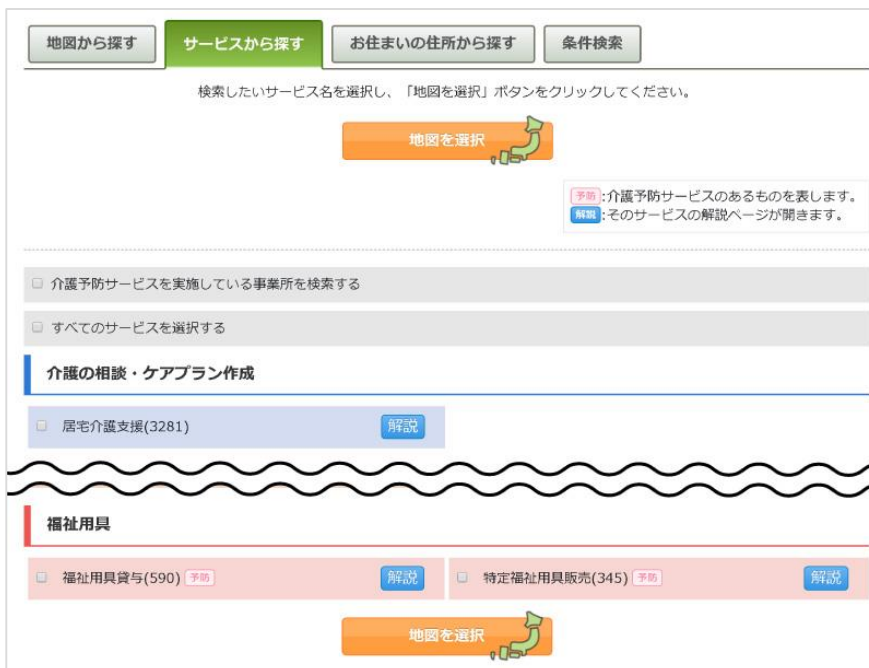 地図から探す サービスから探す お住まいの住所から探す 条件検索
検索したいサービス名を選択し、「地図を選択」ボタンをクリックしてください。
地図を選択
予防:介護予防サービスのあるものを表します。
解説:そのサービスの解説ページが開きます。
介護予防サービスを実施している事業所を検索する
すべてのサービスを選択する
介護の相談・ケアプラン作成
居宅介護支援(3281) 解説
福祉用具
福祉用具貸与(590) 予防 解説 特定福祉用具販売(345) 予防 解説
地図を選択